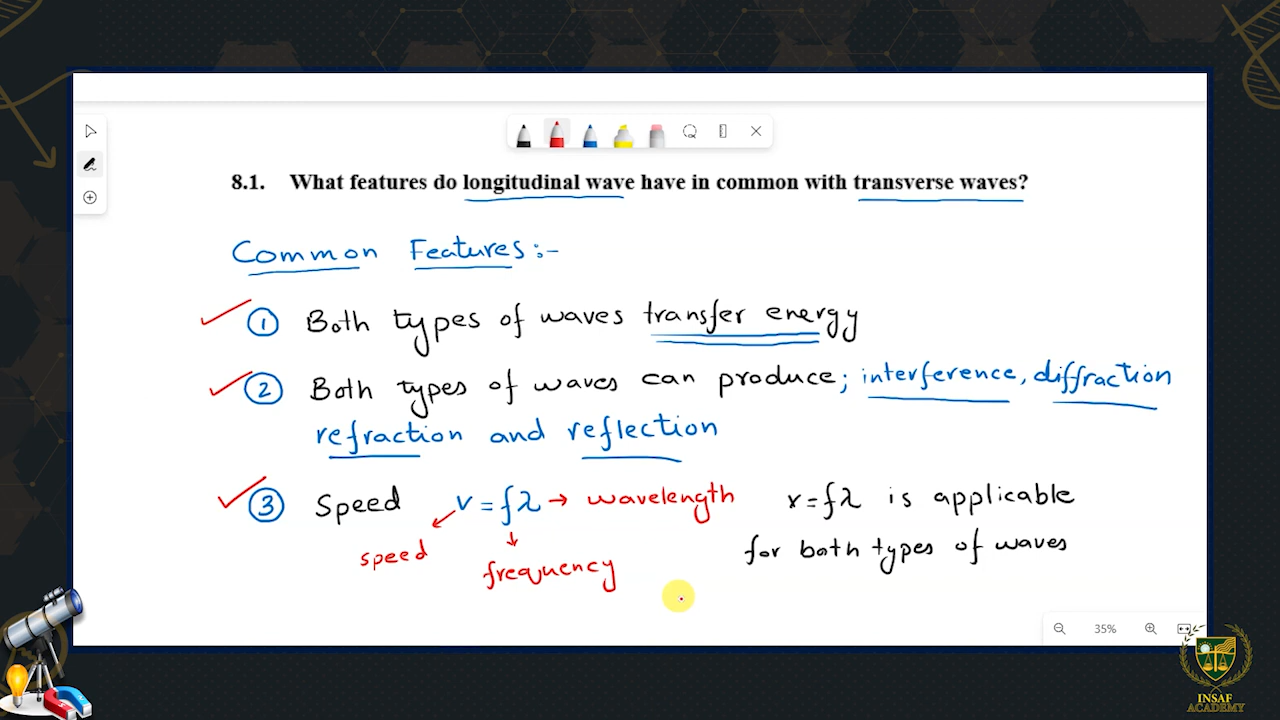 8.1. What features do longitudinal wave have in common with transverse waves?
Common Features:-
1 Both types of waves transfer energy
2 Both types of waves can produce; interference, diffraction
refraction and reflection
3 Speed v = fλ → wavelength v = fλ is applicable
speed frequency for both types of waves
35%
INSAF
ACADEMY